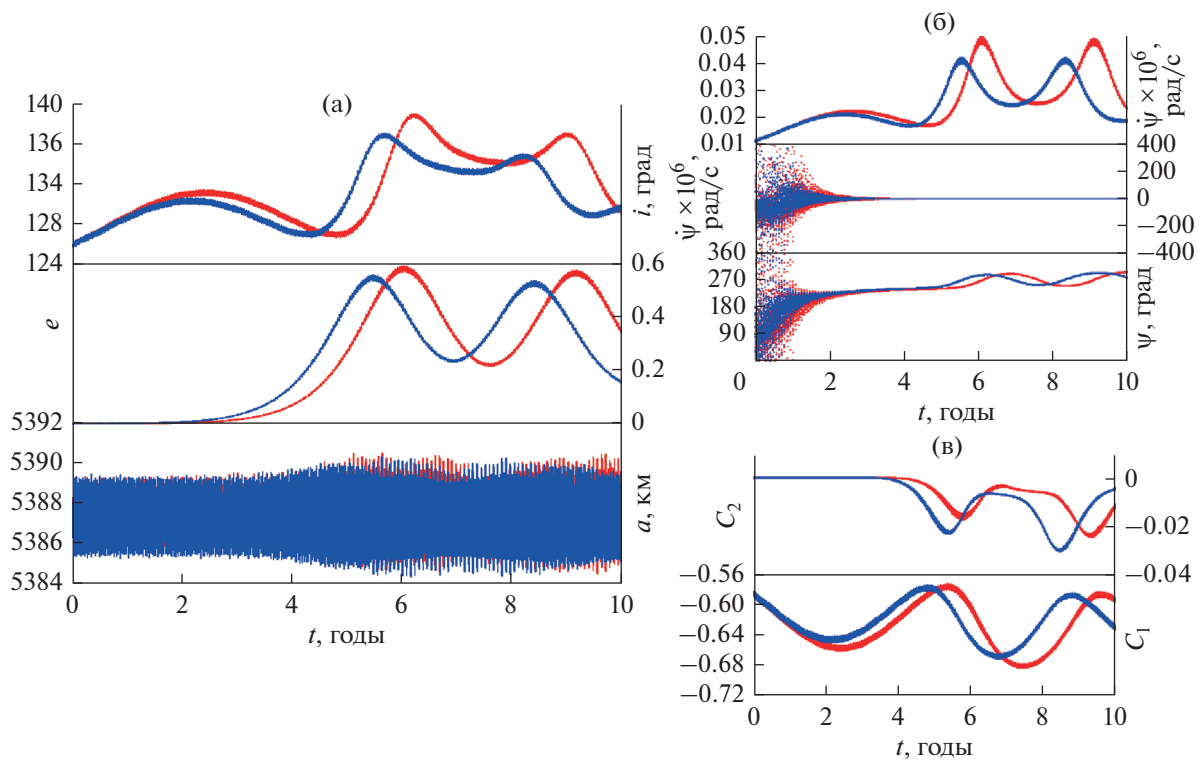 (а)
140
136
134
128
124
i, град
0.6
0.4
0.2
0
e
5392
5390
5388
5386
5384
a, км
0 2 4 6 8 10
t, годы
(б)
0.05
0.04
0.03
0.02
0.01
ψ̇ ×10⁶, рад/с
400
200
0
−200
−400
ψ̇ ×10⁶
рад/с
360
270
180
90
0
ψ, град
2 4 6 8 10
t, годы
(в)
0
−0.02
−0.04
C₂
−0.56
−0.60
−0.64
−0.68
−0.72
C₁
0 2 4 6 8 10
t, годы